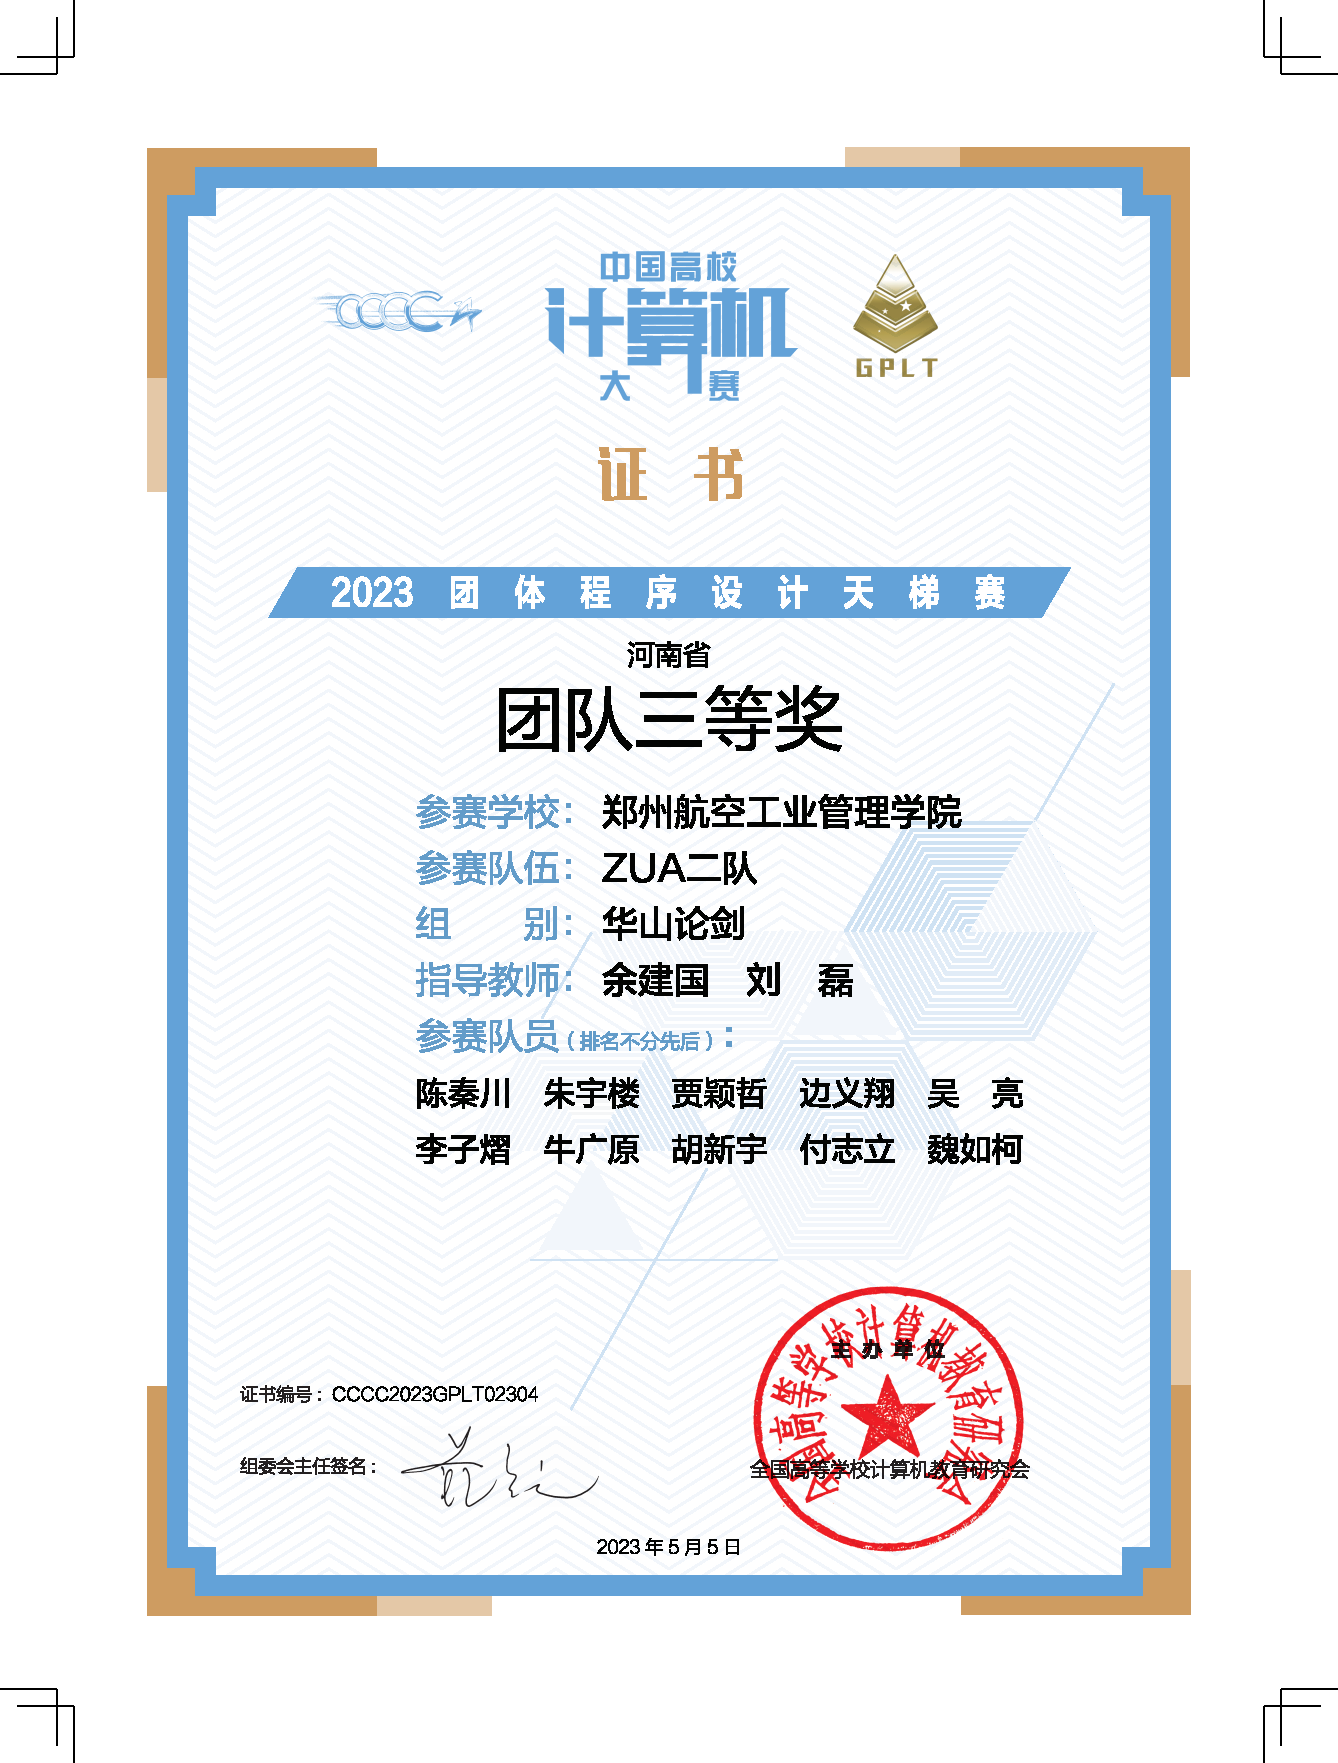 CCCC
中国高校
计算机
大赛
GPLT
证书
2023 团体程序设计天梯赛
河南省
团队三等奖
参赛学校：郑州航空工业管理学院
参赛队伍：ZUA二队
组　别：华山论剑
指导教师：余建国　刘　磊
参赛队员（排名不分先后）：
陈秦川　朱宇楼　贾颖哲　边义翔　吴　亮
李子熠　牛广原　胡新宇　付志立　魏如柯
全国高等学校计算机教育研究会
主办单位
证书编号：CCCC2023GPLT02304
组委会主任签名：
全国高等学校计算机教育研究会
2023年5月5日